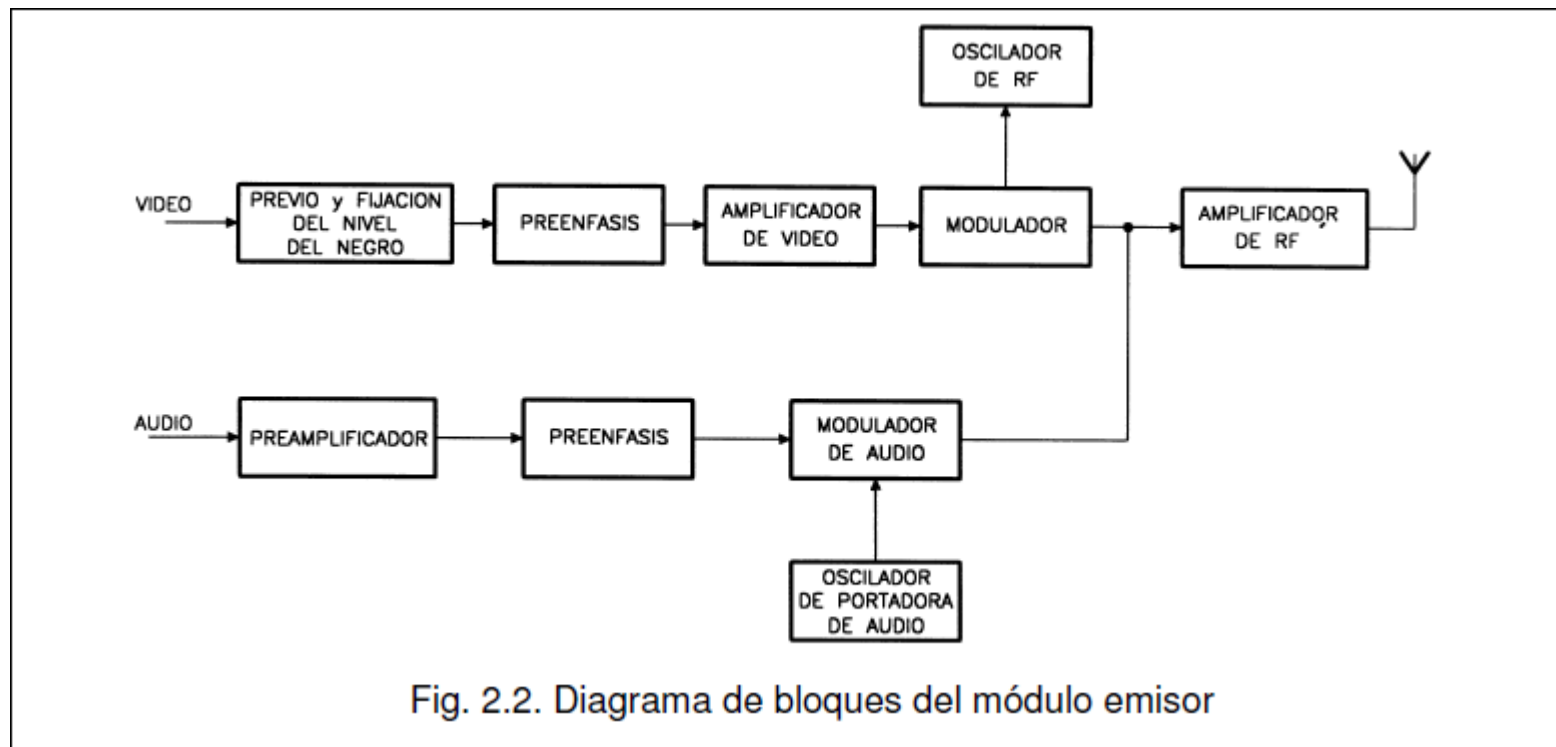 OSCILADOR
DE RF
VIDEO
PREVIO y FIJACION
DEL NIVEL
DEL NEGRO
PREENFASIS
AMPLIFICADOR
DE VIDEO
MODULADOR
AMPLIFICADOR
DE RF
AUDIO
PREAMPLIFICADOR
PREENFASIS
MODULADOR
DE AUDIO
OSCILADOR
DE PORTADORA
DE AUDIO
Fig. 2.2. Diagrama de bloques del módulo emisor